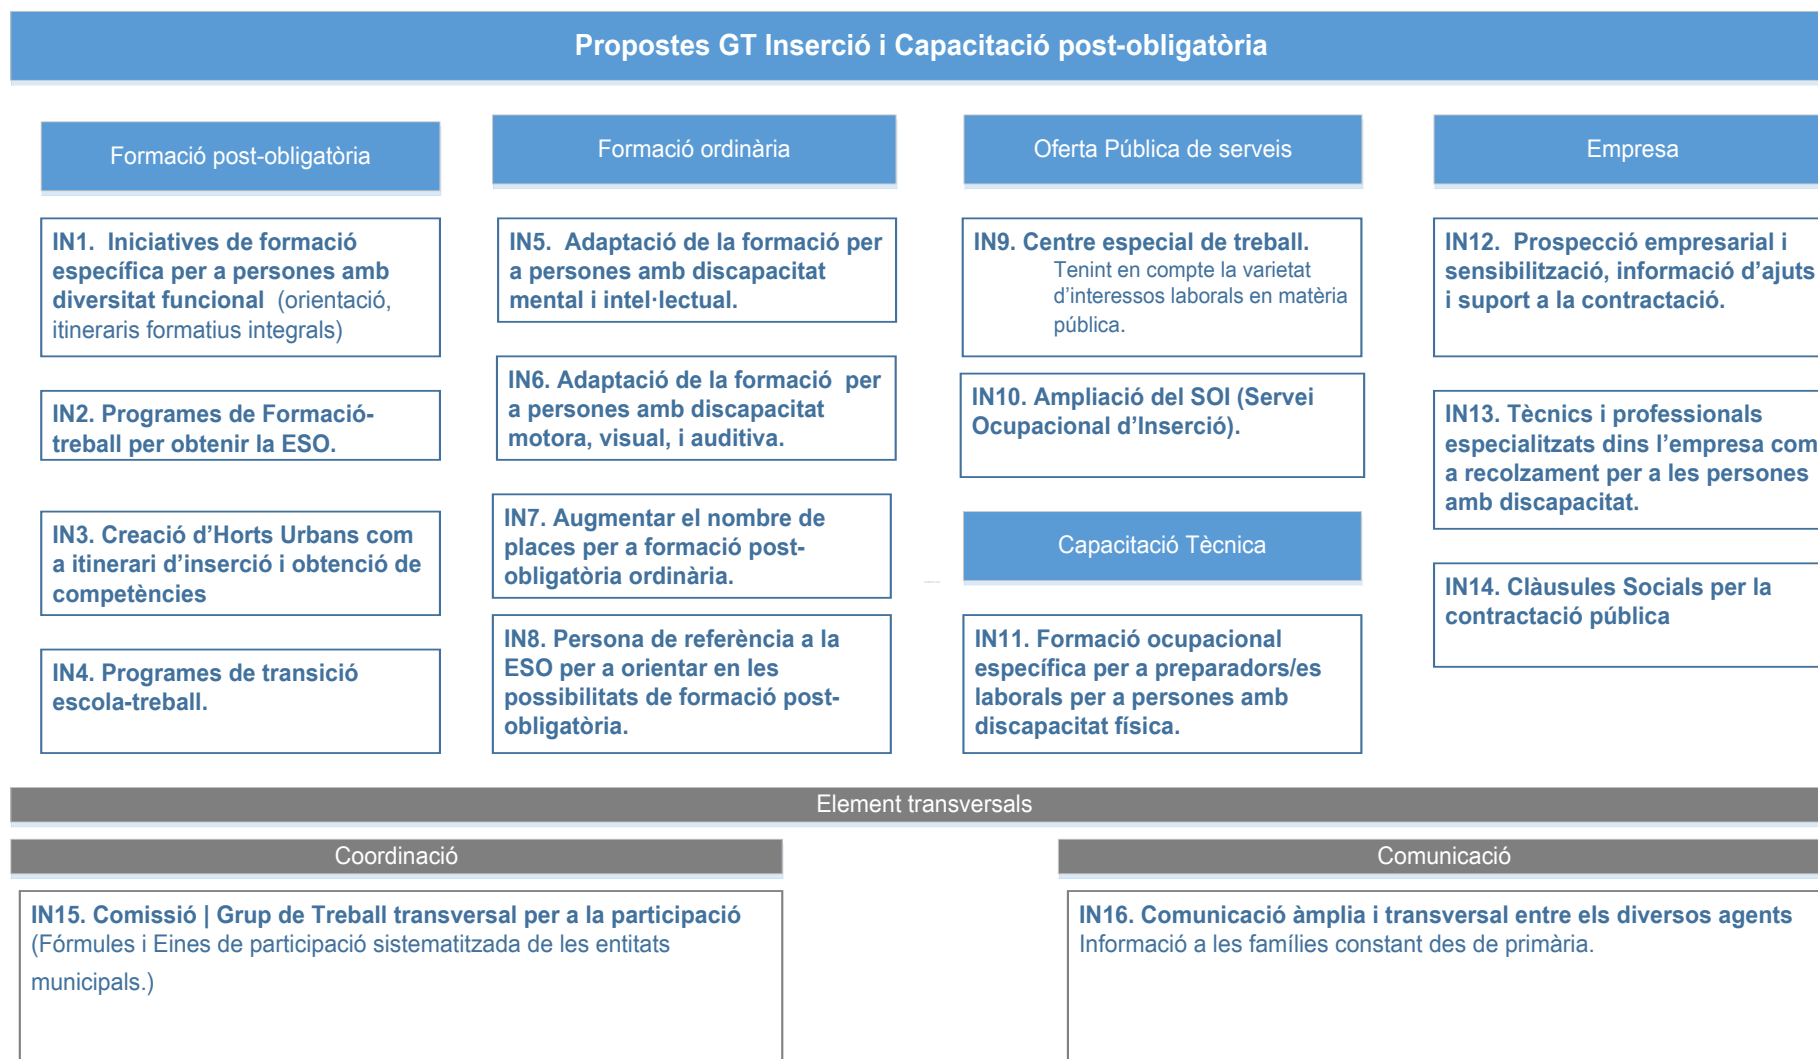 Propostes GT Inserció i Capacitació post-obligatòria
Formació post-obligatòria
IN1.  Iniciatives de formació
específica per a persones amb
diversitat funcional  (orientació,
itineraris formatius integrals)
IN2. Programes de Formació-
treball per obtenir la ESO.
IN3. Creació d’Horts Urbans com
a itinerari d’inserció i obtenció de
competències
IN4. Programes de transició
escola-treball.
Formació ordinària
IN5.  Adaptació de la formació per
a persones amb discapacitat
mental i intel·lectual.
IN6. Adaptació de la formació  per
a persones amb discapacitat
motora, visual, i auditiva.
IN7. Augmentar el nombre de
places per a formació post-
obligatòria ordinària.
IN8. Persona de referència a la
ESO per a orientar en les
possibilitats de formació post-
obligatòria.
Oferta Pública de serveis
IN9. Centre especial de treball.
Tenint en compte la varietat
d’interessos laborals en matèria
pública.
IN10. Ampliació del SOI (Servei
Ocupacional d’Inserció).
Capacitació Tècnica
IN11. Formació ocupacional
específica per a preparadors/es
laborals per a persones amb
discapacitat física.
Empresa
IN12.  Prospecció empresarial i
sensibilització, informació d’ajuts
i suport a la contractació.
IN13. Tècnics i professionals
especialitzats dins l’empresa com
a recolzament per a les persones
amb discapacitat.
IN14. Clàusules Socials per la
contractació pública
Element transversals
Coordinació
IN15. Comissió | Grup de Treball transversal per a la participació
(Fórmules i Eines de participació sistematitzada de les entitats
municipals.)
Comunicació
IN16. Comunicació àmplia i transversal entre els diversos agents
Informació a les famílies constant des de primària.